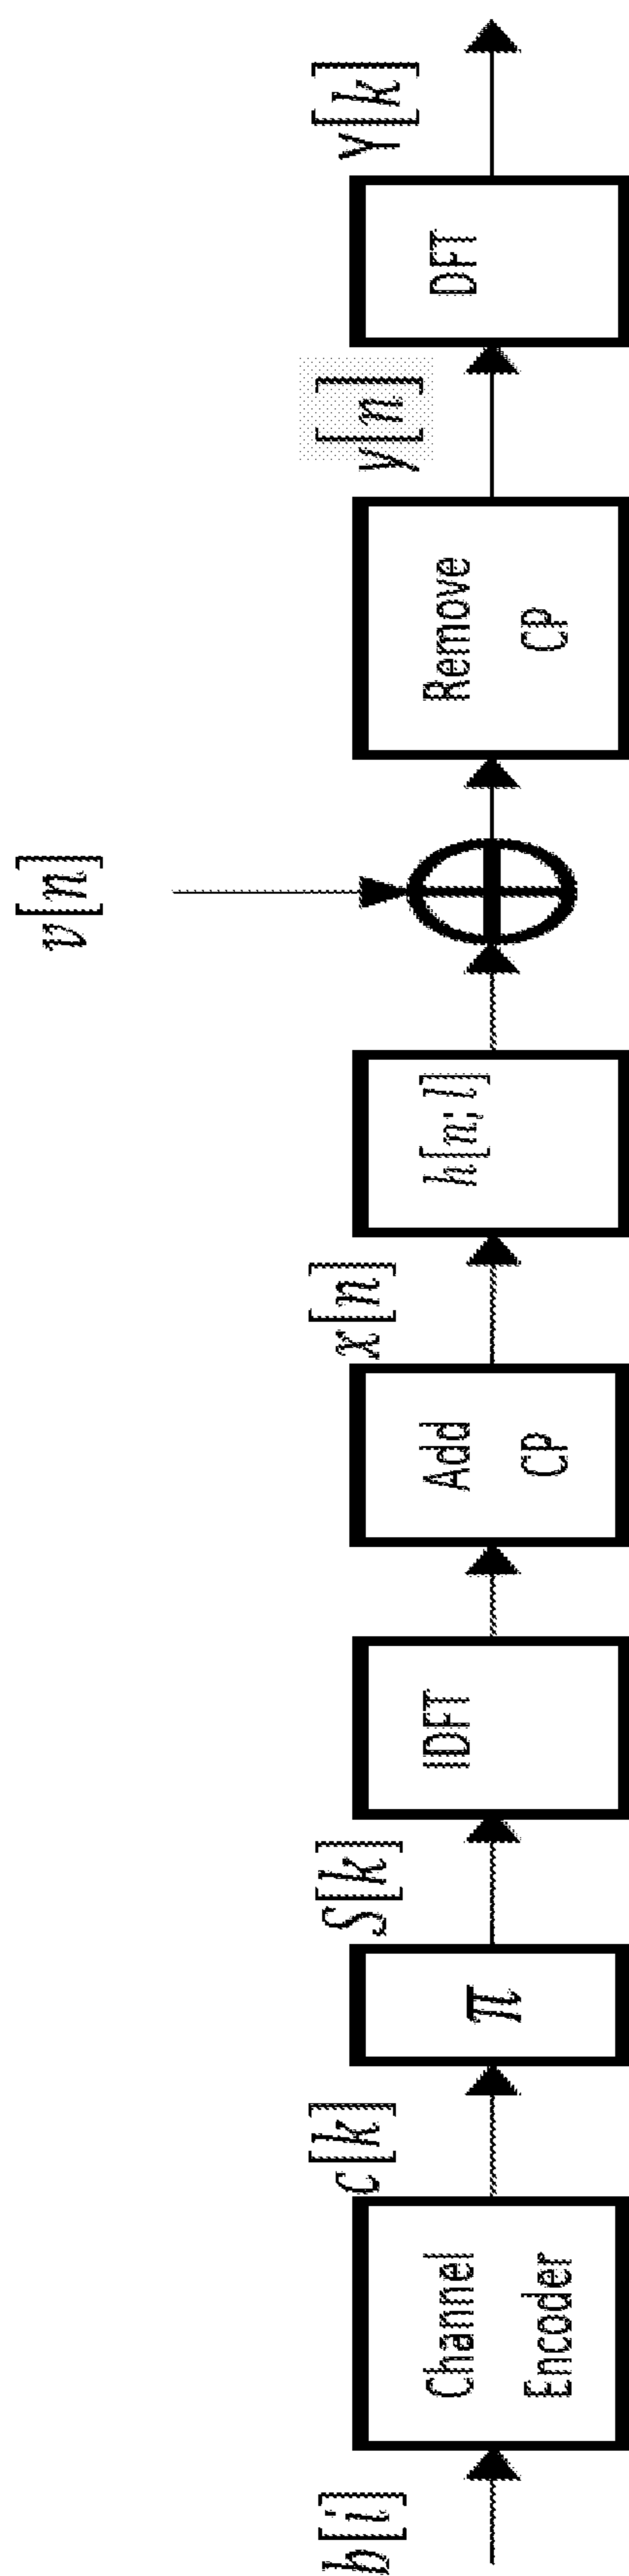 b[i]
Channel
Encoder
c[k]
π
S[k]
IDFT
Add
CP
x[n]
h[n; l]
v[n]
Remove
CP
y[n]
DFT
Y[k]